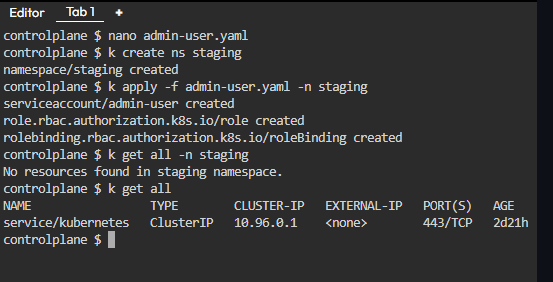 Editor Tab 1 +
controlplane $ nano admin-user.yaml
controlplane $ k create ns staging
namespace/staging created
controlplane $ k apply -f admin-user.yaml -n staging
serviceaccount/admin-user created
role.rbac.authorization.k8s.io/role created
rolebinding.rbac.authorization.k8s.io/roleBinding created
controlplane $ k get all -n staging
No resources found in staging namespace.
controlplane $ k get all
NAME TYPE CLUSTER-IP EXTERNAL-IP PORT(S) AGE
service/kubernetes ClusterIP 10.96.0.1 <none> 443/TCP 2d21h
controlplane $